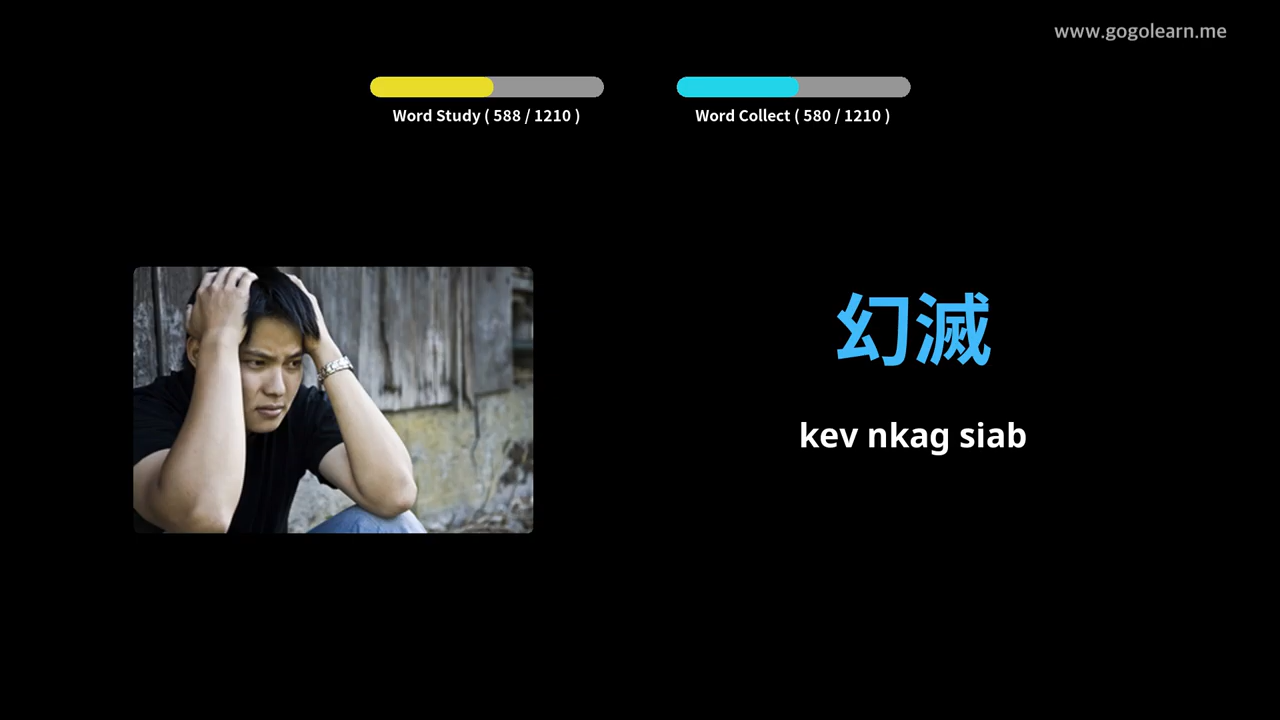 www.gogolearn.me
Word Study ( 588 / 1210 )
Word Collect ( 580 / 1210 )
幻滅
kev nkag siab